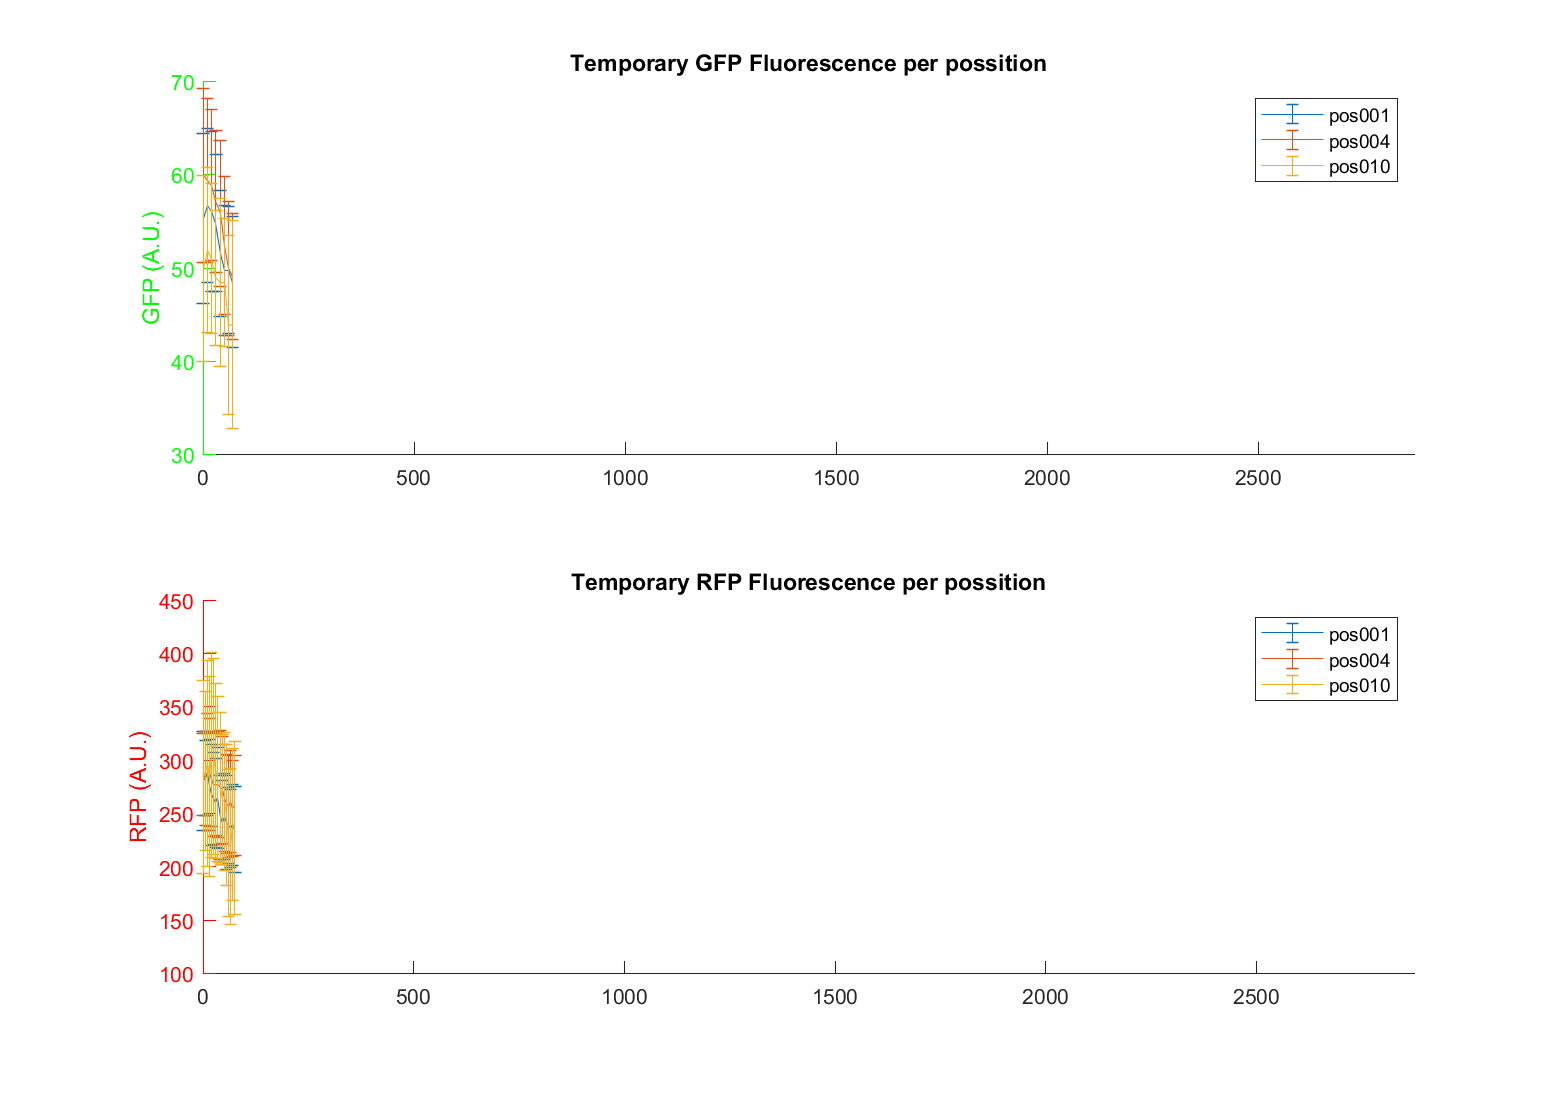 Temporary GFP Fluorescence per possition
70
60
50
40
30
GFP (A.U.)
pos001
pos004
pos010
0 500 1000 1500 2000 2500
Temporary RFP Fluorescence per possition
450
400
350
300
250
200
150
100
RFP (A.U.)
pos001
pos004
pos010
0 500 1000 1500 2000 2500